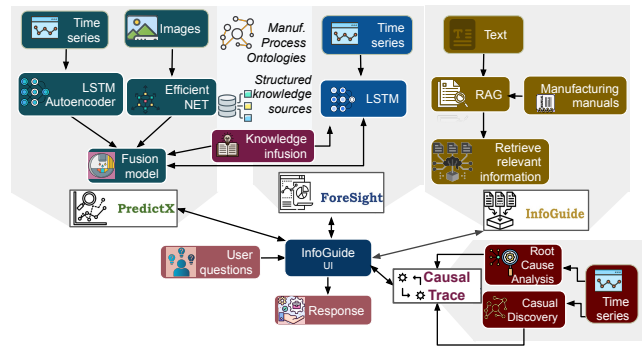 Time
series
Images
Manuf.
Process
Ontologies
Time
series
Text
LSTM
Autoencoder
Efficient
NET
Structured
knowledge
sources
LSTM
RAG
Manufacturing
manuals
Knowledge
infusion
Fusion
model
Retrieve
relevant
information
PredictX
ForeSight
InfoGuide
User
questions
InfoGuide
UI
Response
Causal
Trace
Root
Cause
Analysis
Casual
Discovery
Time
series